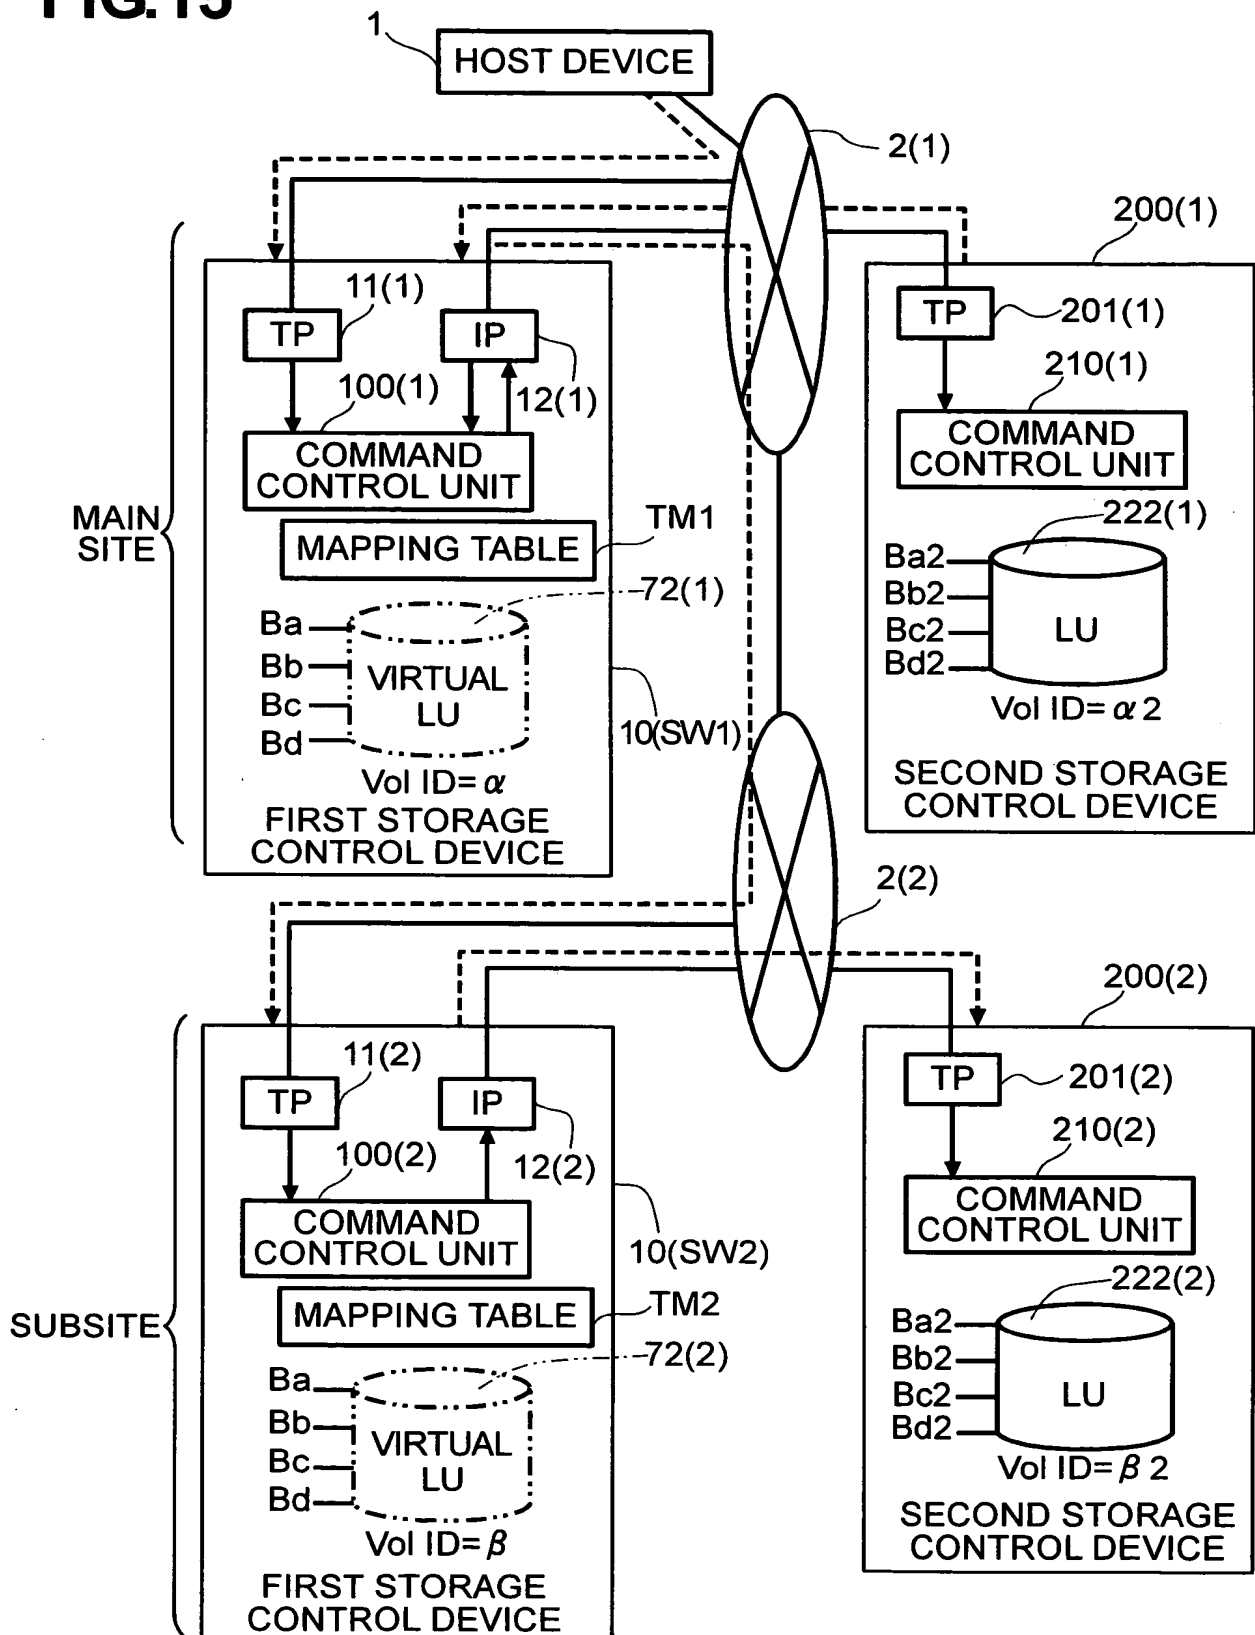 FIG.15
1
HOST DEVICE
2(1)
200(1)
11(1)
TP
IP
TP
201(1)
100(1)
12(1)
210(1)
COMMAND
CONTROL UNIT
COMMAND
CONTROL UNIT
MAIN
SITE
TM1
MAPPING TABLE
222(1)
72(1)
Ba
Bb
Bc
Bd
VIRTUAL
LU
Ba2
Bb2
Bc2
Bd2
LU
10(SW1)
Vol ID=α2
Vol ID=α
FIRST STORAGE
CONTROL DEVICE
SECOND STORAGE
CONTROL DEVICE
2(2)
200(2)
11(2)
TP
IP
TP
201(2)
100(2)
12(2)
210(2)
COMMAND
CONTROL UNIT
COMMAND
CONTROL UNIT
10(SW2)
SUBSITE
MAPPING TABLE
TM2
222(2)
72(2)
Ba
Bb
Bc
Bd
VIRTUAL
LU
Ba2
Bb2
Bc2
Bd2
LU
Vol ID=β2
Vol ID=β
FIRST STORAGE
CONTROL DEVICE
SECOND STORAGE
CONTROL DEVICE